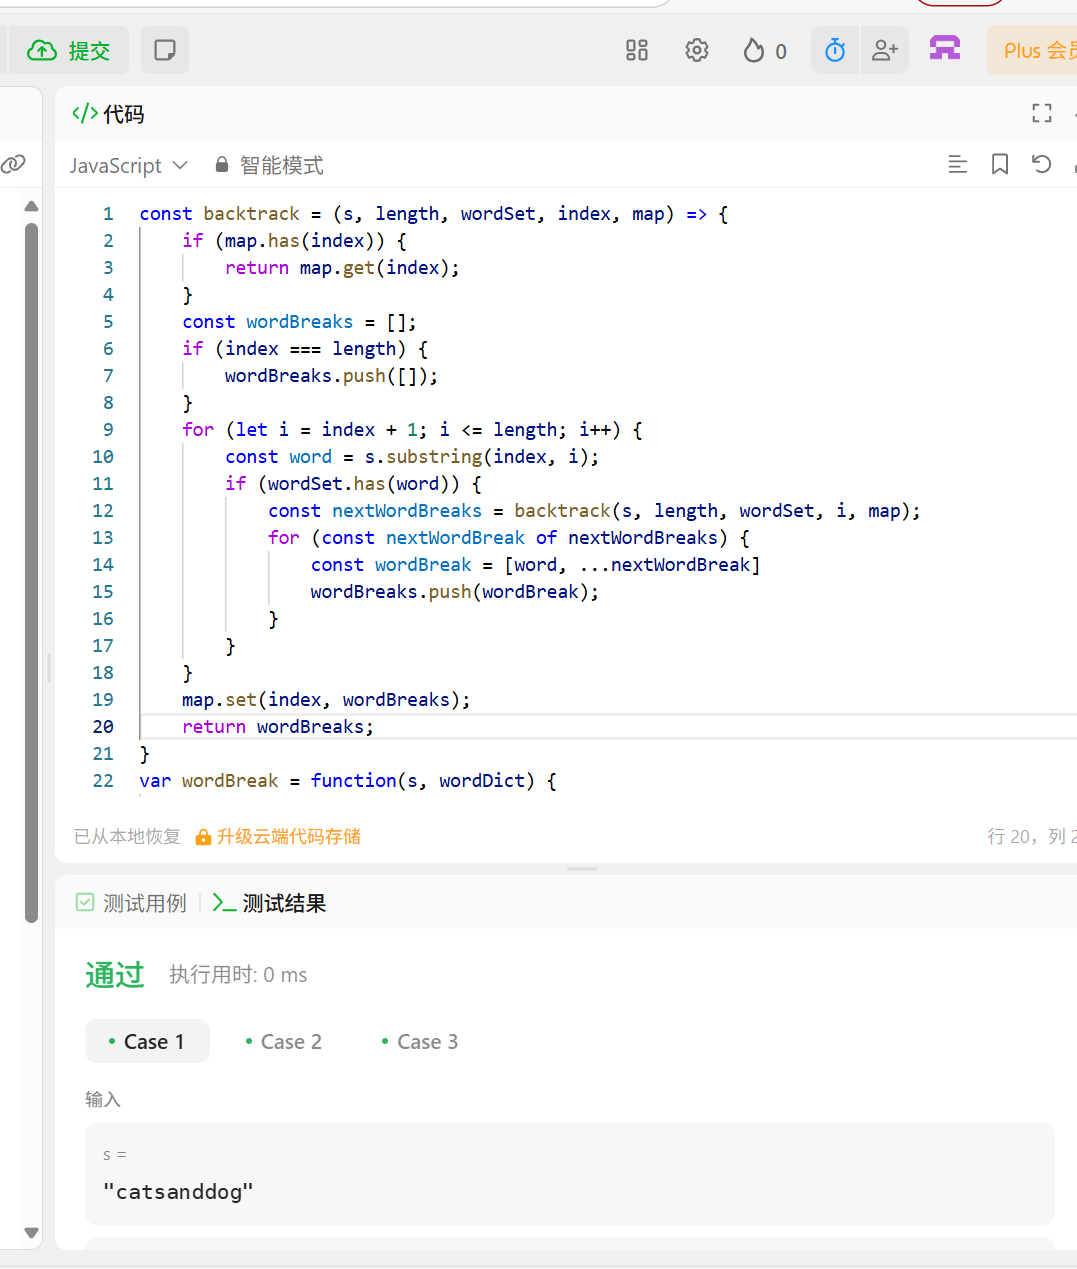 提交
0
Plus 会员
代码
JavaScript
智能模式
1 const backtrack = (s, length, wordSet, index, map) => {
2 if (map.has(index)) {
3 return map.get(index);
4 }
5 const wordBreaks = [];
6 if (index === length) {
7 wordBreaks.push([]);
8 }
9 for (let i = index + 1; i <= length; i++) {
10 const word = s.substring(index, i);
11 if (wordSet.has(word)) {
12 const nextWordBreaks = backtrack(s, length, wordSet, i, map);
13 for (const nextWordBreak of nextWordBreaks) {
14 const wordBreak = [word, ...nextWordBreak]
15 wordBreaks.push(wordBreak);
16 }
17 }
18 }
19 map.set(index, wordBreaks);
20 return wordBreaks;
21 }
22 var wordBreak = function(s, wordDict) {
已从本地恢复 升级云端代码存储 行 20，列 2
测试用例 测试结果
通过 执行用时: 0 ms
Case 1 Case 2 Case 3
输入
s =
"catsanddog"